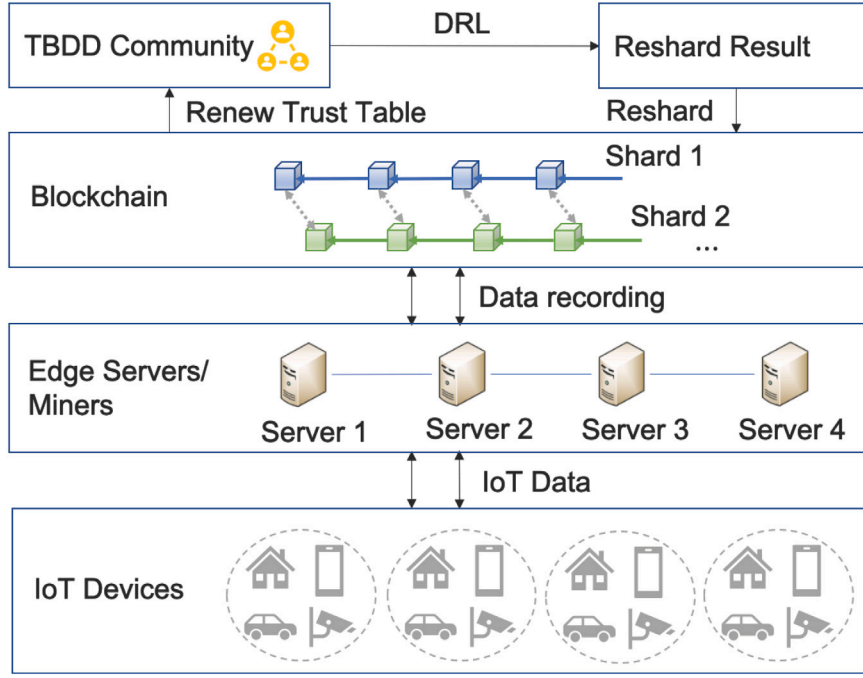 TBDD Community
DRL
Reshard Result
Renew Trust Table
Reshard
Blockchain
Shard 1
Shard 2
...
Data recording
Edge Servers/
Miners
Server 1
Server 2
Server 3
Server 4
IoT Data
IoT Devices